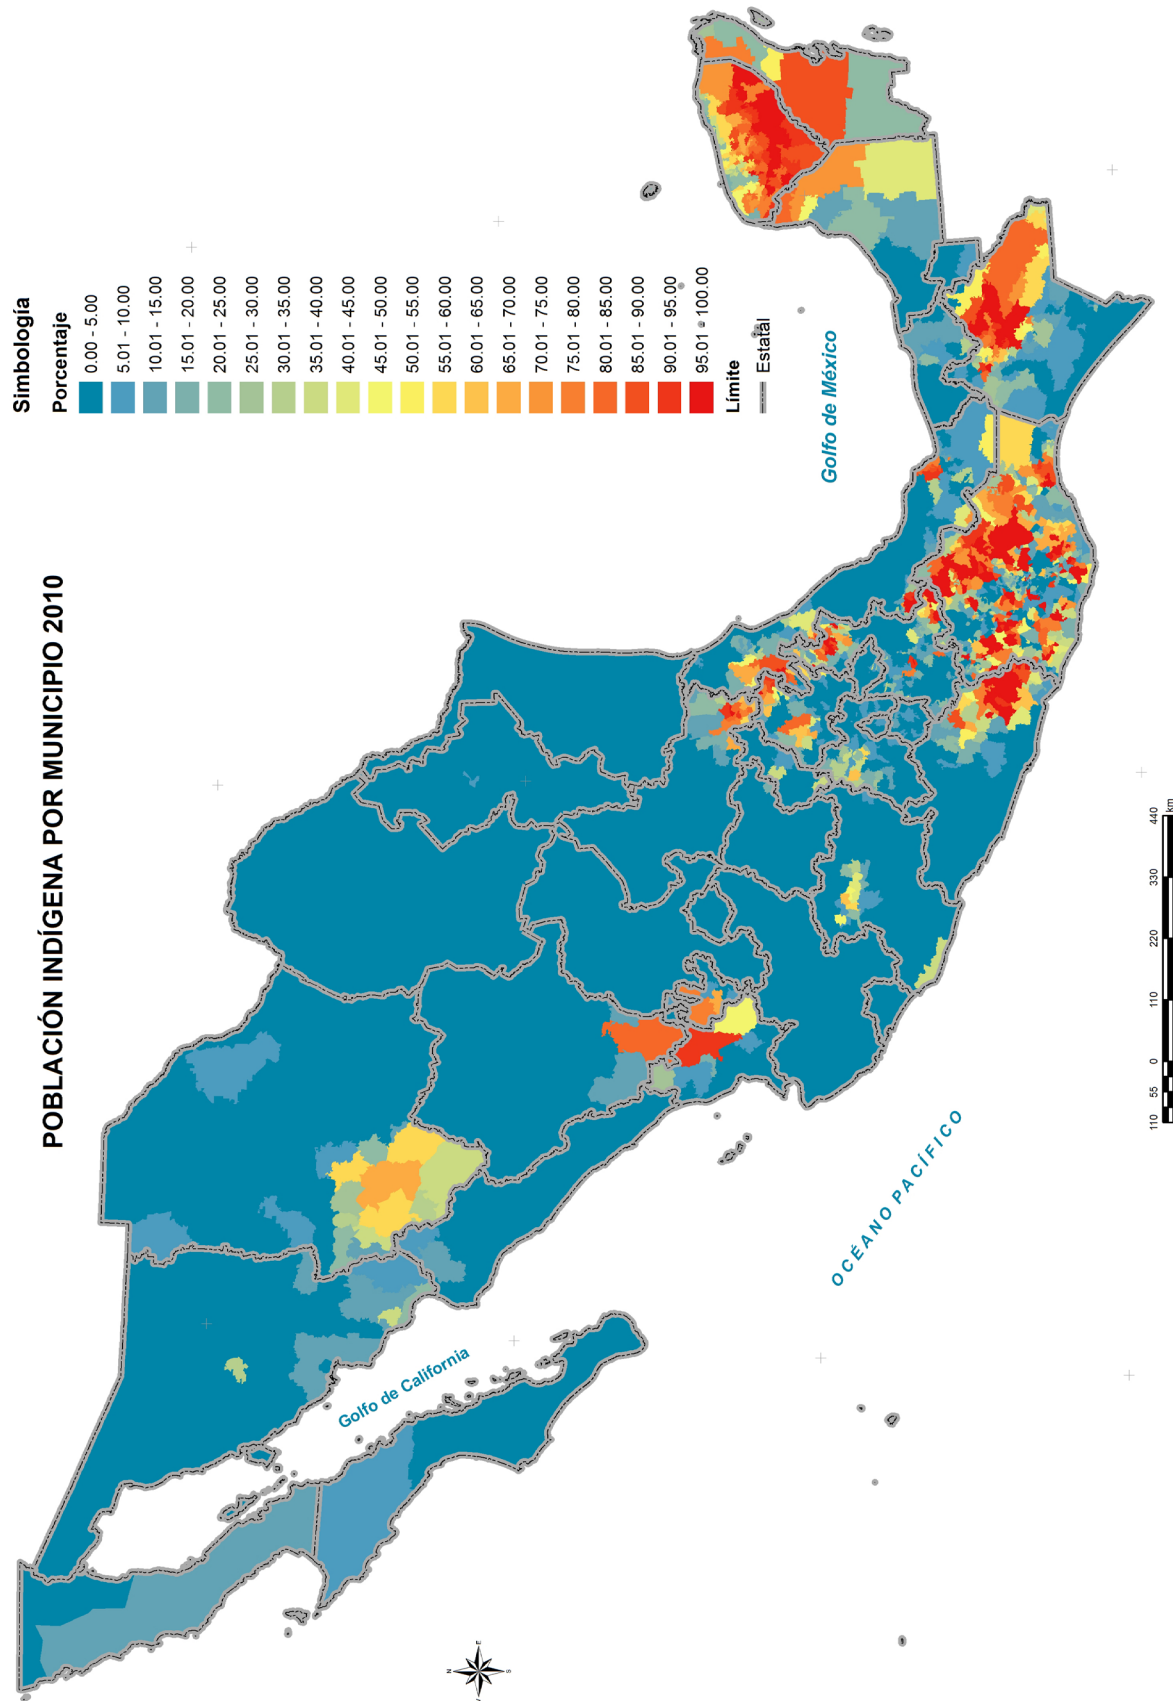 POBLACIÓN INDÍGENA POR MUNICIPIO 2010
Simbología
Porcentaje
0.00 - 5.00
5.01 - 10.00
10.01 - 15.00
15.01 - 20.00
20.01 - 25.00
25.01 - 30.00
30.01 - 35.00
35.01 - 40.00
40.01 - 45.00
45.01 - 50.00
50.01 - 55.00
55.01 - 60.00
60.01 - 65.00
65.01 - 70.00
70.01 - 75.00
75.01 - 80.00
80.01 - 85.00
85.01 - 90.00
90.01 - 95.00
95.01 - 100.00
Límite
Estatal
Golfo de México
Golfo de California
OCÉANO PACÍFICO
N
E
S
110 55 0 110 220 330 440
km